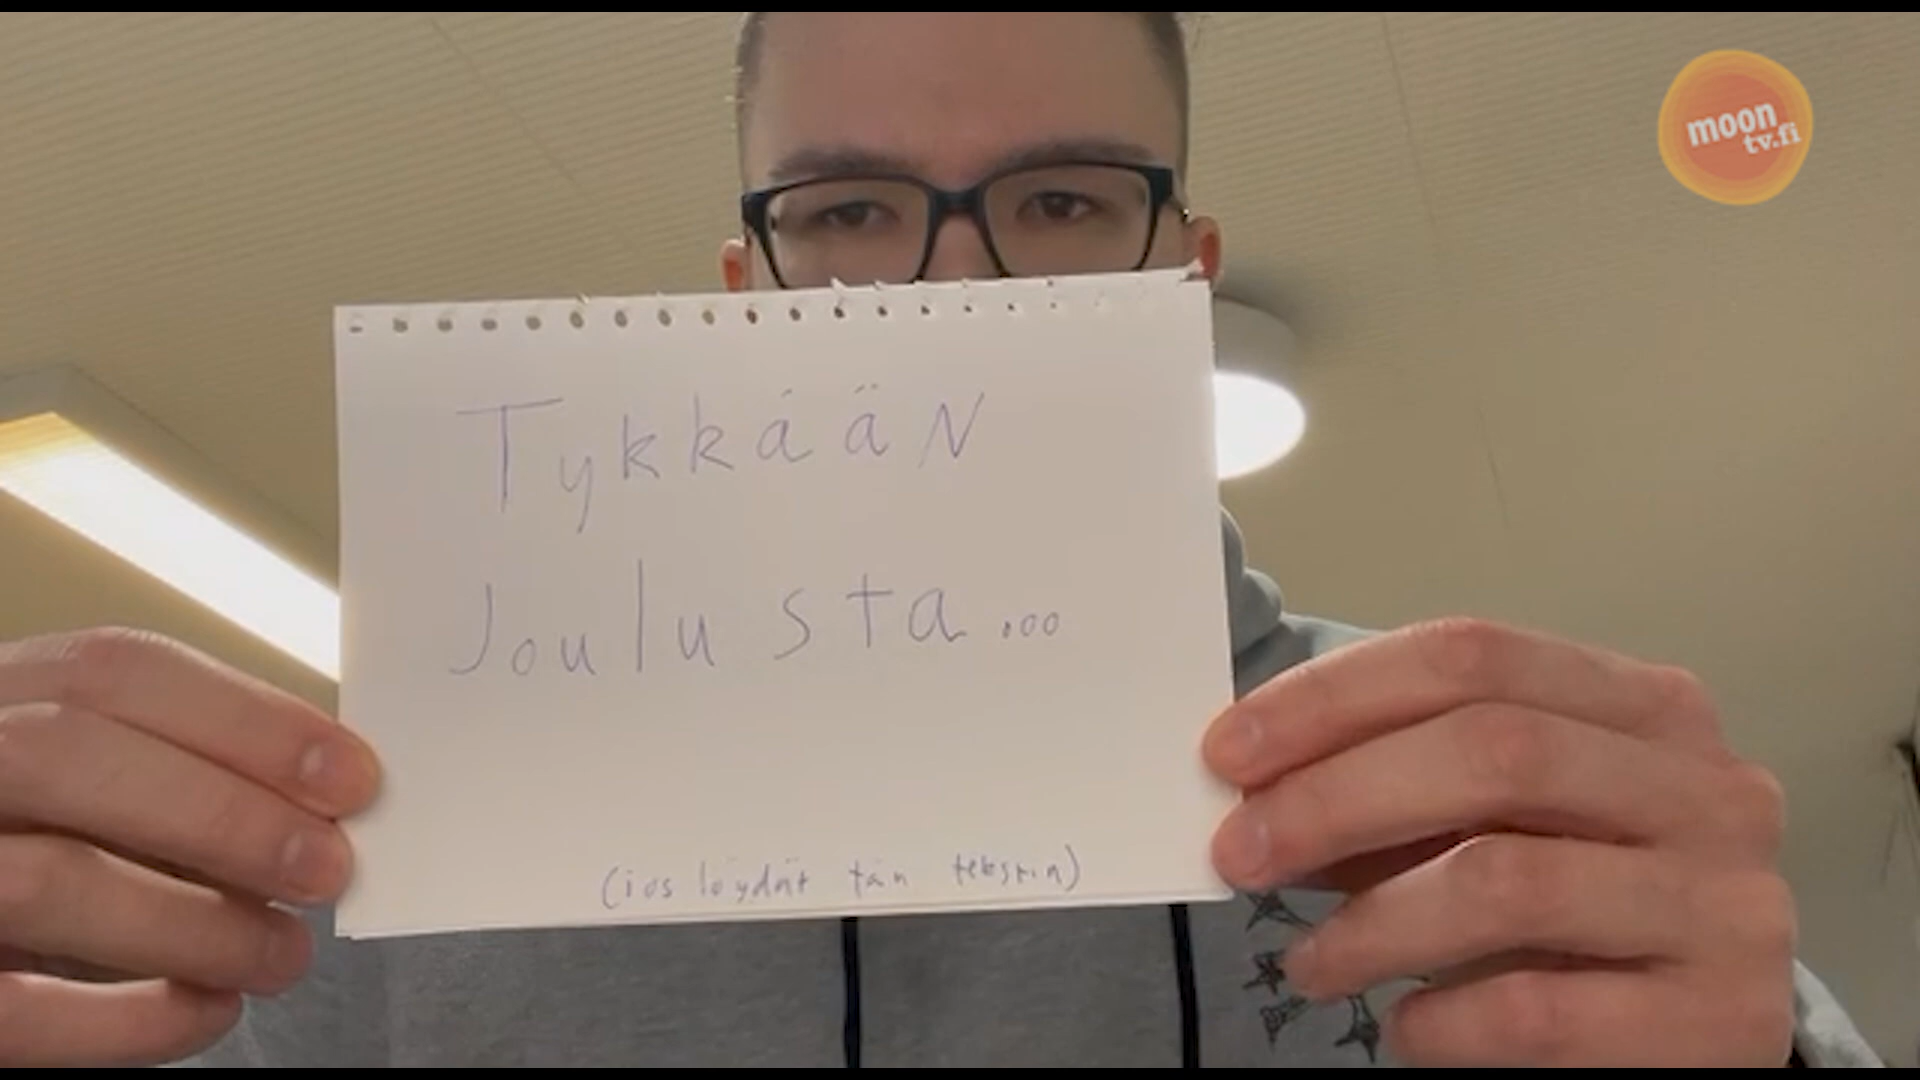 moon
tv.fi
Tykkään
Joulusta...
(jos löydät tän tekstin)